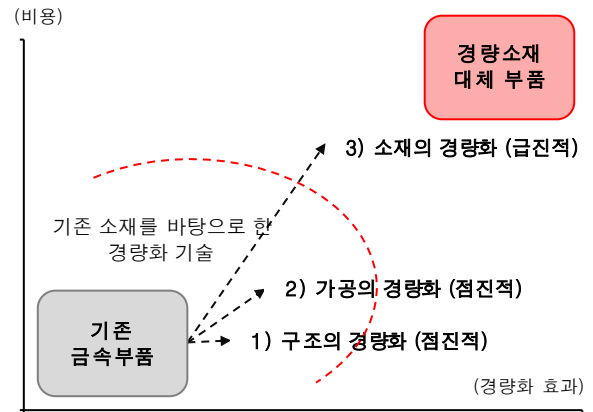 (비용)
경량소재
대체 부품
3) 소재의 경량화 (급진적)
기존 소재를 바탕으로 한
경량화 기술
2) 가공의 경량화 (점진적)
기존
금속부품
1) 구조의 경량화 (점진적)
(경량화 효과)